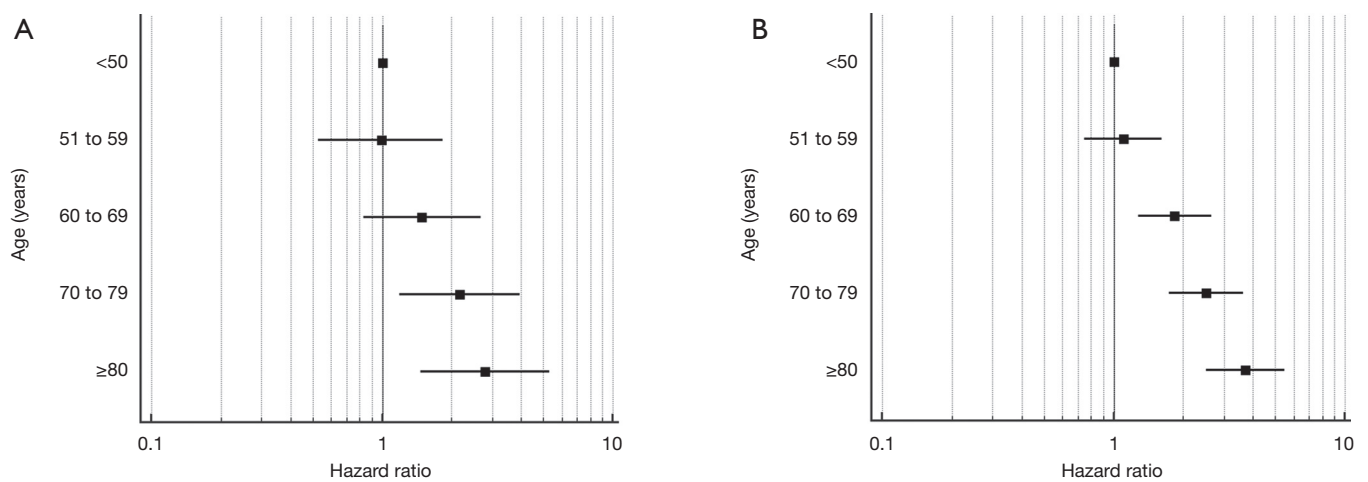 A
Age (years)
<50
51 to 59
60 to 69
70 to 79
≥80
0.1 1 10
Hazard ratio
B
Age (years)
<50
51 to 59
60 to 69
70 to 79
≥80
0.1 1 10
Hazard ratio